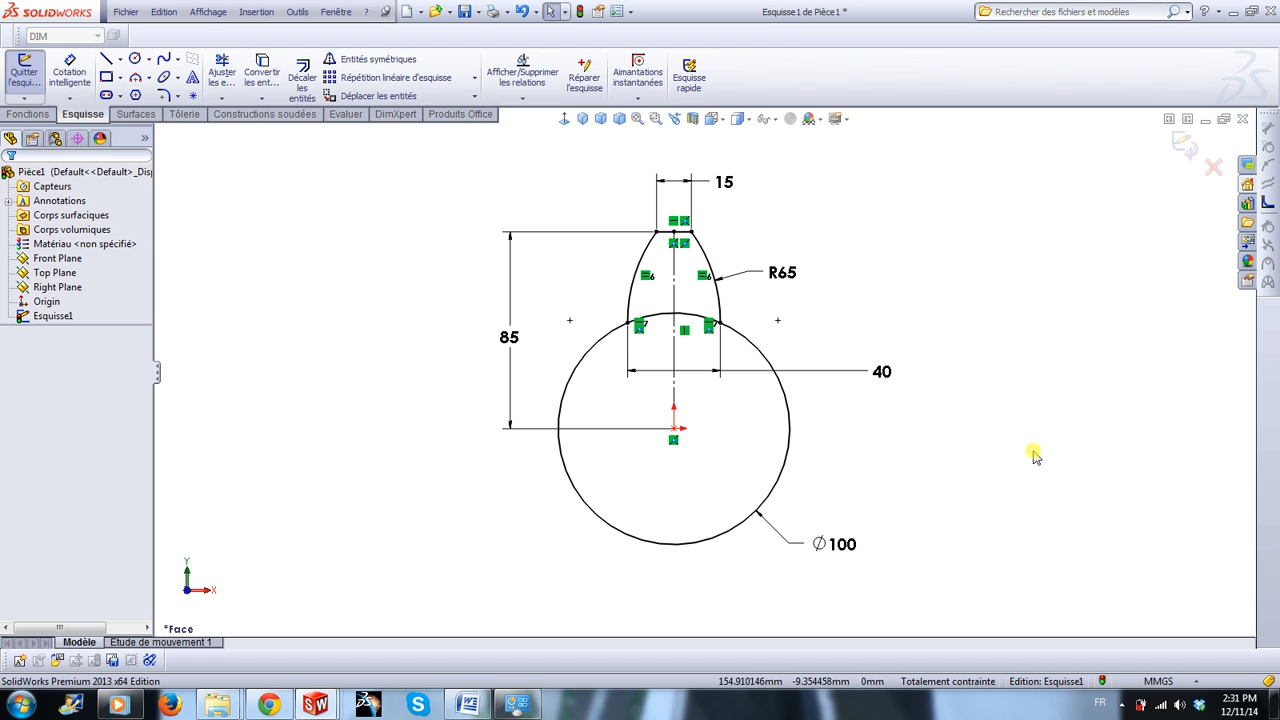 SOLIDWORKS
Fichier Edition Affichage Insertion Outils Fenêtre ?
Esquisse1 de Pièce1 *
Rechercher des fichiers et modèles
DIM
Quitter l'esqui...
Cotation intelligente
Ajuster les e...
Convertir les ent...
Décaler les entités
Entités symétriques
Répétition linéaire d'esquisse
Déplacer les entités
Afficher/Supprimer les relations
Réparer l'esquisse
Aimantations instantanées
Esquisse rapide
Fonctions Esquisse Surfaces Tôlerie Constructions soudées Evaluer DimXpert Produits Office
Pièce1 (Default<<Default>_Disp
Capteurs
Annotations
Corps surfaciques
Corps volumiques
Matériau <non spécifié>
Front Plane
Top Plane
Right Plane
Origin
Esquisse1
15
6 6
R65
7 7
85
40
Ø100
Y
X
*Face
Modèle Etude de mouvement 1
SolidWorks Premium 2013 x64 Edition
154.910146mm -9.354458mm 0mm Totalement contrainte Edition: Esquisse1 MMGS
FR
2:31 PM
12/11/14